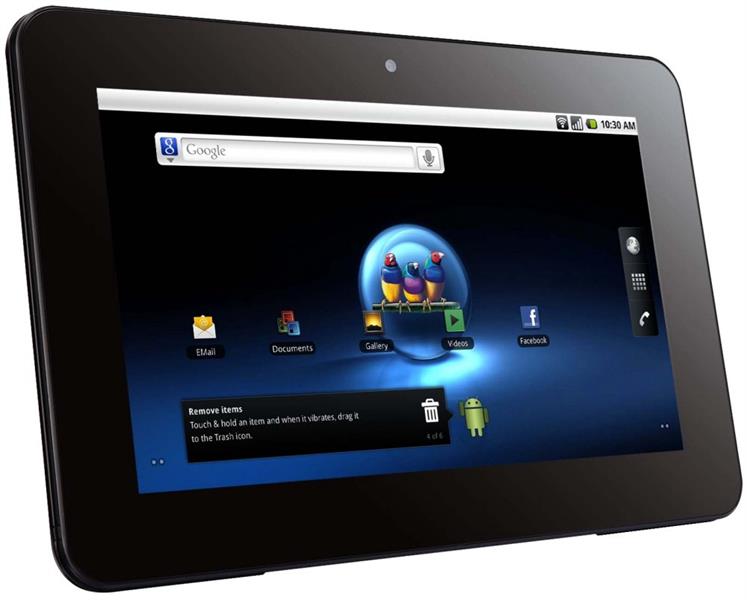 10:30 AM
8 Google
EMail
Documents
Gallery
Videos
f
Facebook
Remove items
Touch & hold an item and when it vibrates, drag it
to the Trash icon.
4 of 6